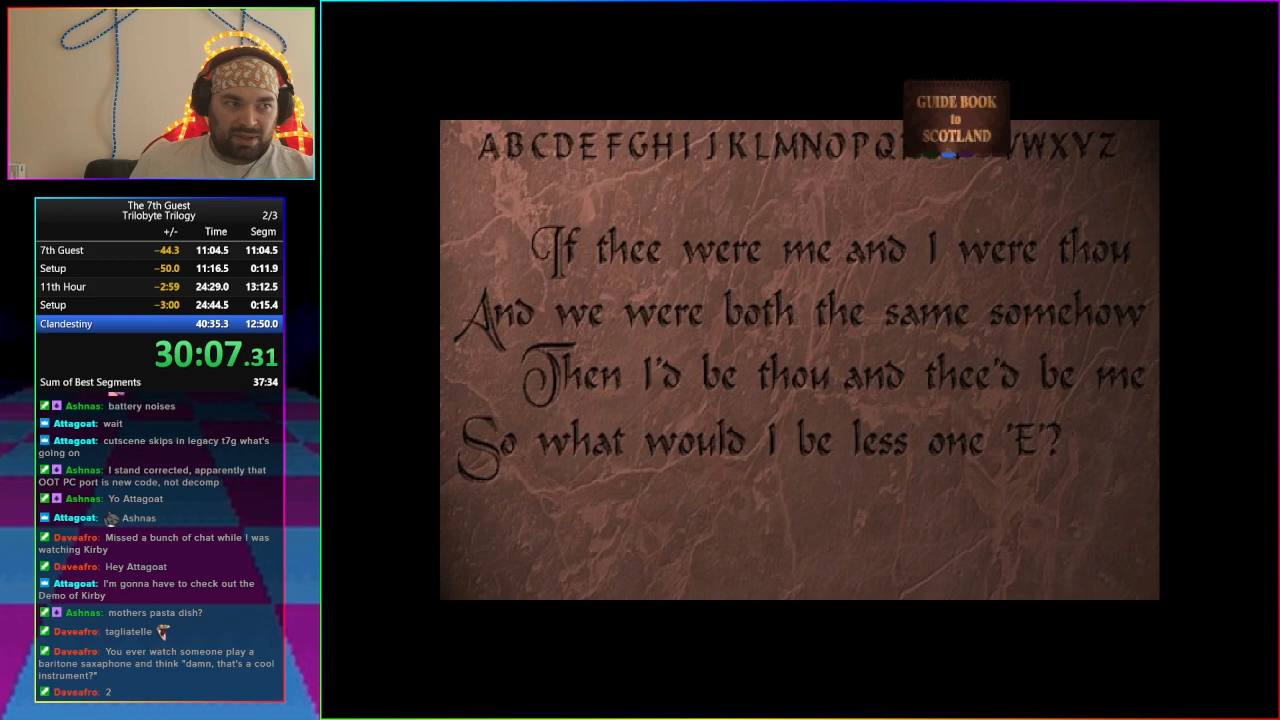 The 7th Guest
Trilobyte Trilogy 2/3
+/- Time Segm
7th Guest −44.3 11:04.5 11:04.5
Setup −50.0 11:16.5 0:11.9
11th Hour −2:59 24:29.0 13:12.5
Setup −3:00 24:44.5 0:15.4
Clandestiny 40:35.3 12:50.0
30:07.31
Sum of Best Segments 37:34
Ashnas: battery noises
Attagoat: wait
Attagoat: cutscene skips in legacy t7g what's
going on
Ashnas: I stand corrected, apparently that
OOT PC port is new code, not decomp
Ashnas: Yo Attagoat
Attagoat: Ashnas
Daveafro: Missed a bunch of chat while I was
watching Kirby
Daveafro: Hey Attagoat
Attagoat: I'm gonna have to check out the
Demo of Kirby
Ashnas: mothers pasta dish?
Daveafro: tagliatelle
Daveafro: You ever watch someone play a
baritone saxaphone and think "damn, that's a cool
instrument?"
Daveafro: 2
GUIDE BOOK
to
SCOTLAND
A B C D E F G H I J K L M N O P Q V W X Y Z
If thee were me and I were thou
And we were both the same somehow
Then I'd be thou and thee'd be me
So what would I be less one 'E'?